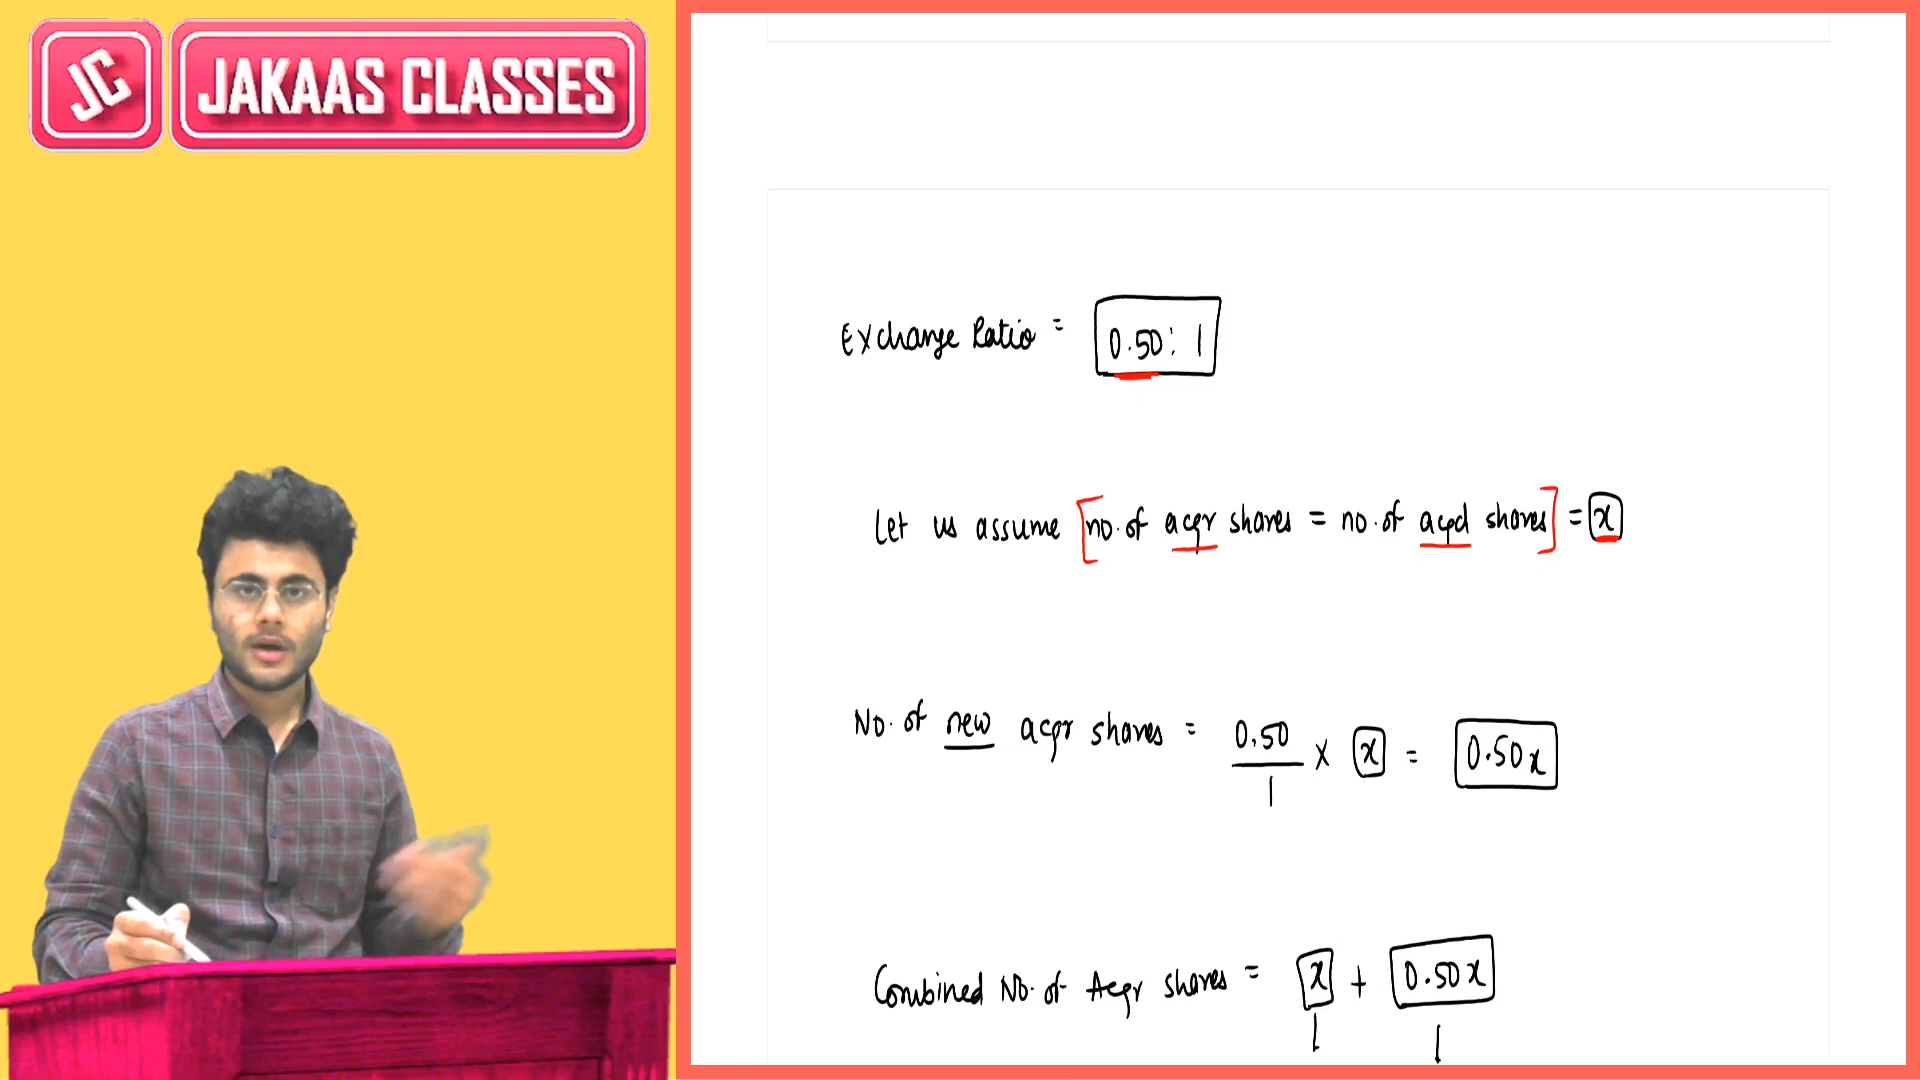 JC JAKAAS CLASSES
Exchange Ratio = 0.50 : 1
Let us assume [no. of acqr shares = no. of acqd shares] = x
No. of new acqr shares = 0.50/1 × x = 0.50x
Combined No. of Acqr shares = x + 0.50x